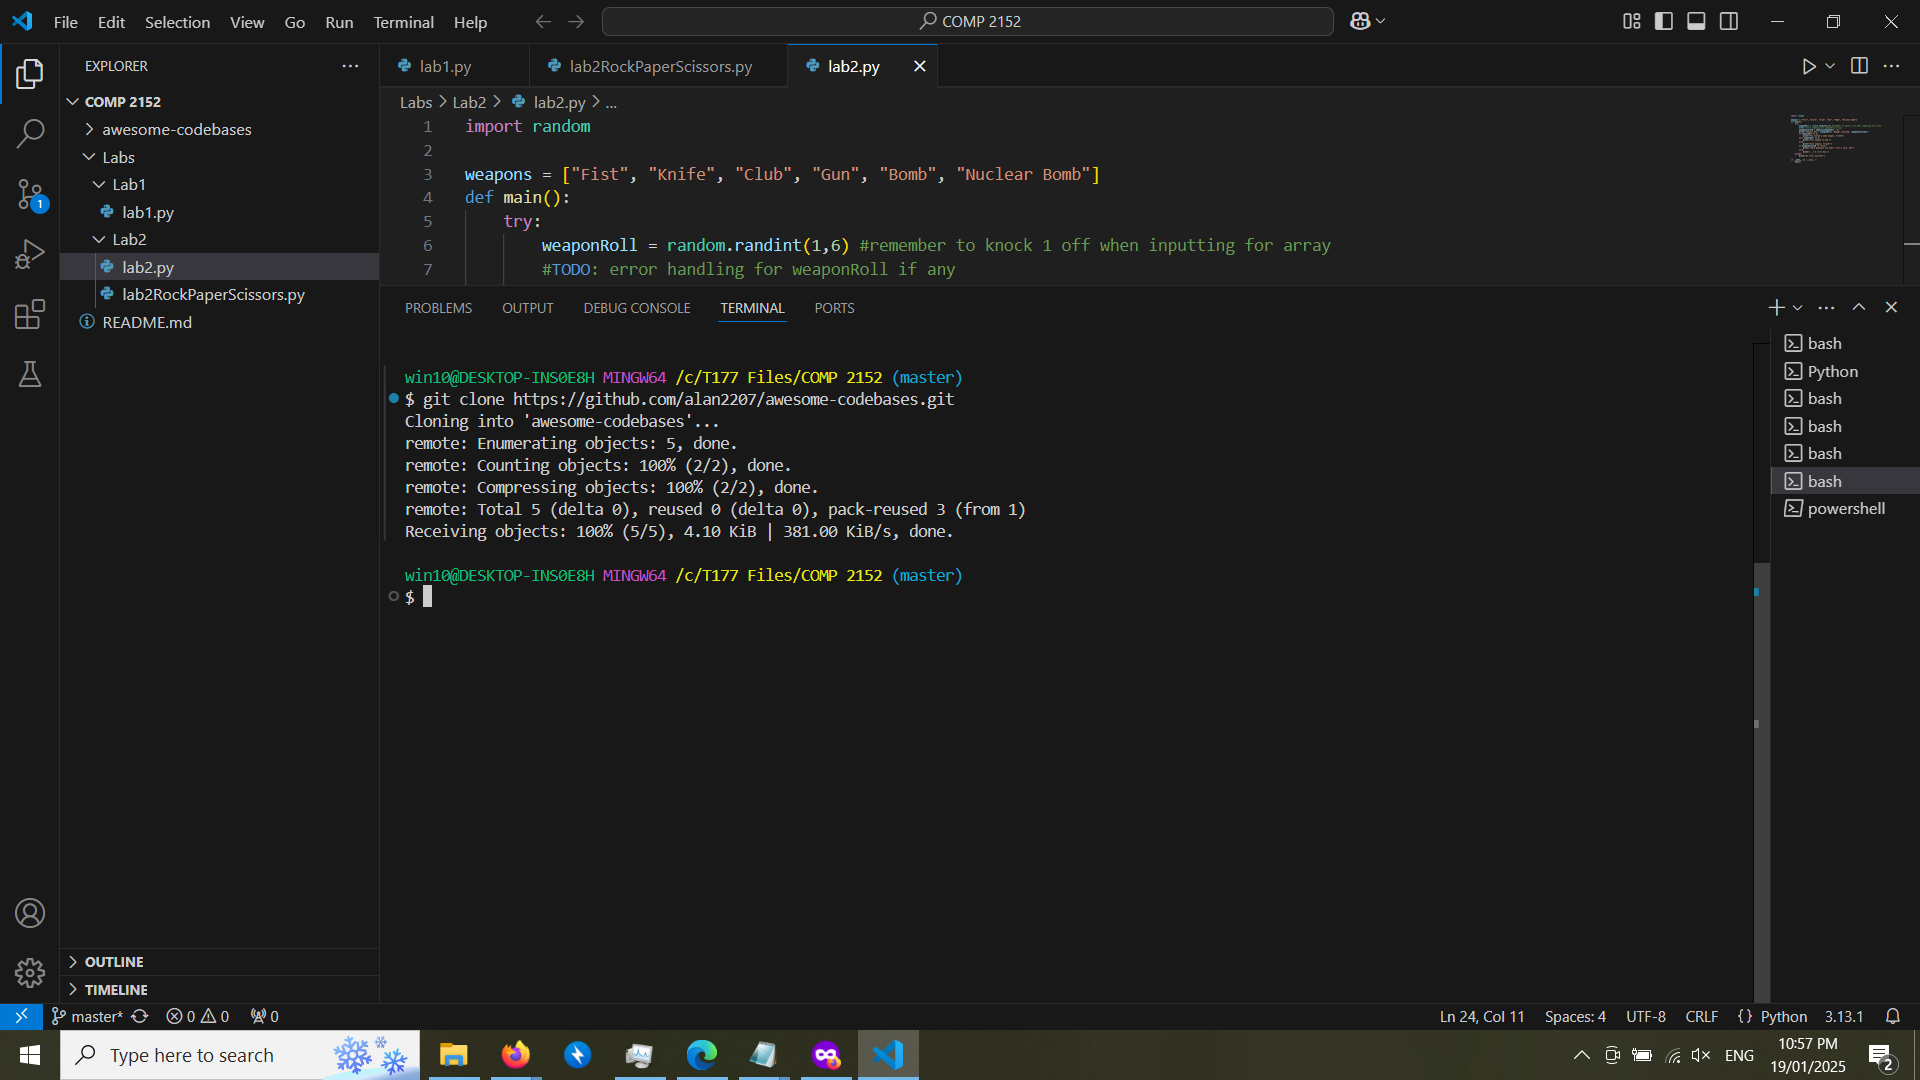 File Edit Selection View Go Run Terminal Help
COMP 2152
EXPLORER
COMP 2152
awesome-codebases
Labs
Lab1
lab1.py
Lab2
lab2.py
lab2RockPaperScissors.py
README.md
1
OUTLINE
TIMELINE
lab1.py lab2RockPaperScissors.py lab2.py
Labs > Lab2 > lab2.py > ...
1 import random
2
3 weapons = ["Fist", "Knife", "Club", "Gun", "Bomb", "Nuclear Bomb"]
4 def main():
5 try:
6 weaponRoll = random.randint(1,6) #remember to knock 1 off when inputting for array
7 #TODO: error handling for weaponRoll if any
PROBLEMS OUTPUT DEBUG CONSOLE TERMINAL PORTS
win10@DESKTOP-INS0E8H MINGW64 /c/T177 Files/COMP 2152 (master)
$ git clone https://github.com/alan2207/awesome-codebases.git
Cloning into 'awesome-codebases'...
remote: Enumerating objects: 5, done.
remote: Counting objects: 100% (2/2), done.
remote: Compressing objects: 100% (2/2), done.
remote: Total 5 (delta 0), reused 0 (delta 0), pack-reused 3 (from 1)
Receiving objects: 100% (5/5), 4.10 KiB | 381.00 KiB/s, done.
win10@DESKTOP-INS0E8H MINGW64 /c/T177 Files/COMP 2152 (master)
$
bash
Python
bash
bash
bash
bash
powershell
master* 0 0 0 Ln 24, Col 11 Spaces: 4 UTF-8 CRLF {} Python 3.13.1
Type here to search
ENG
10:57 PM
19/01/2025
2